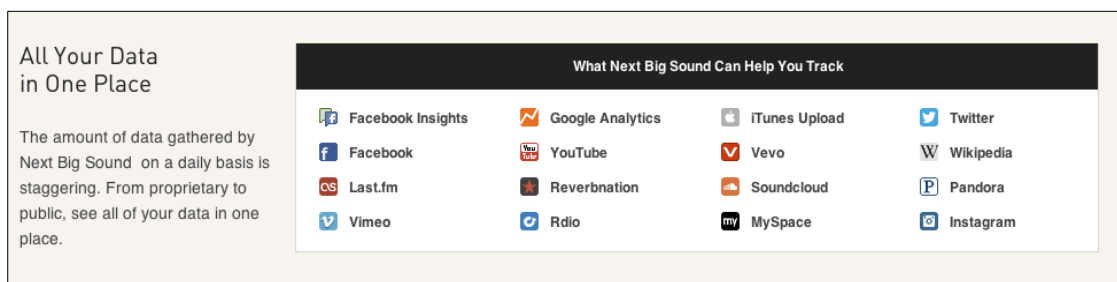 All Your Data
in One Place
The amount of data gathered by
Next Big Sound on a daily basis is
staggering. From proprietary to
public, see all of your data in one
place.
What Next Big Sound Can Help You Track
Facebook Insights
Google Analytics
iTunes Upload
Twitter
f
Facebook
You Tube
YouTube
Vevo
W
Wikipedia
Last.fm
Reverbnation
Soundcloud
P
Pandora
Vimeo
Rdio
my
MySpace
Instagram